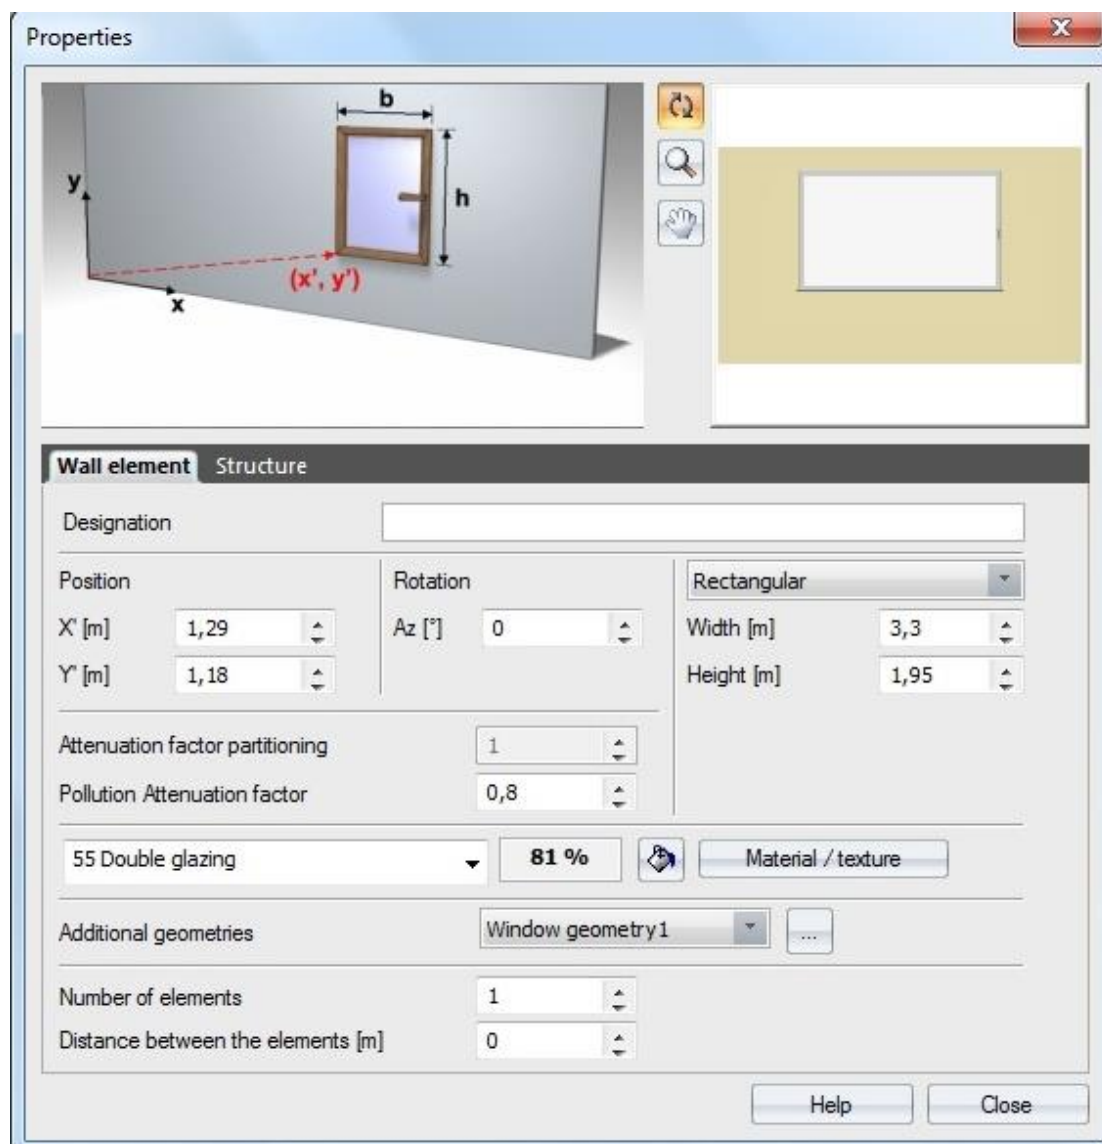 Properties
b
y
h
(x', y')
x
Wall element Structure
Designation
Position Rotation Rectangular
X' [m] 1,29 Az [°] 0 Width [m] 3,3
Y' [m] 1,18 Height [m] 1,95
Attenuation factor partitioning 1
Pollution Attenuation factor 0,8
55 Double glazing 81 % Material / texture
Additional geometries Window geometry1 ...
Number of elements 1
Distance between the elements [m] 0
Help Close